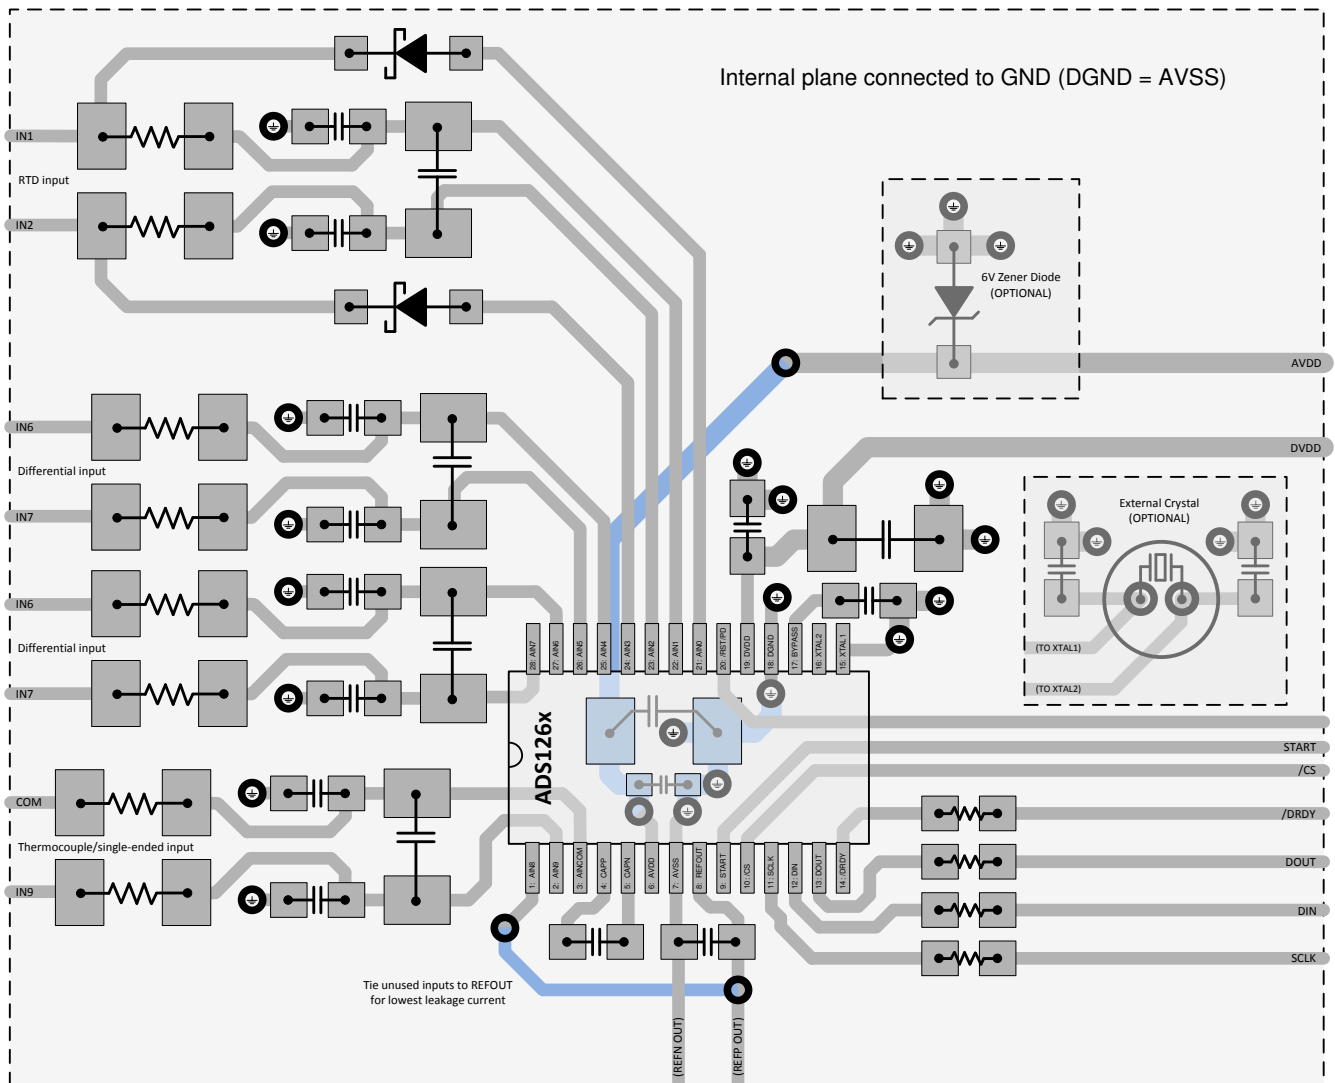 Internal plane connected to GND (DGND = AVSS)
IN1
RTD input
IN2
6V Zener Diode
(OPTIONAL)
AVDD
IN6
Differential input
IN7
DVDD
External Crystal
(OPTIONAL)
(TO XTAL1)
(TO XTAL2)
IN6
Differential input
IN7
28: AIN7
27: AIN6
26: AIN5
25: AIN4
24: AIN3
23: AIN2
22: AIN1
21: AIN0
20: /RST/PD
19: DVDD
18: DGND
17: BYPASS
16: XTAL2
15: XTAL1
ADS126x
START
/CS
/DRDY
DOUT
DIN
SCLK
COM
Thermocouple/single-ended input
IN9
1: AIN8
2: AIN9
3: AINCOM
4: CAPP
5: CAPN
6: AVDD
7: AVSS
8: REFOUT
9: START
10: /CS
11: SCLK
12: DIN
13: DOUT
14: /DRDY
Tie unused inputs to REFOUT
for lowest leakage current
(REFN OUT)
(REFP OUT)